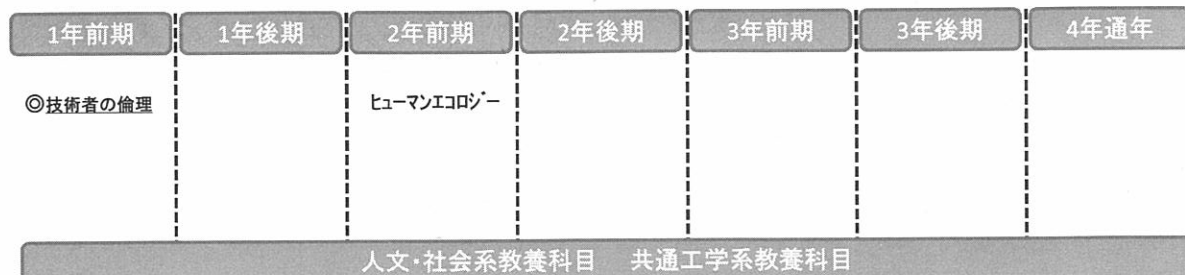 1年前期 1年後期 2年前期 2年後期 3年前期 3年後期 4年通年
◎技術者の倫理 ヒューマンエコロジー
人文・社会系教養科目 共通工学系教養科目